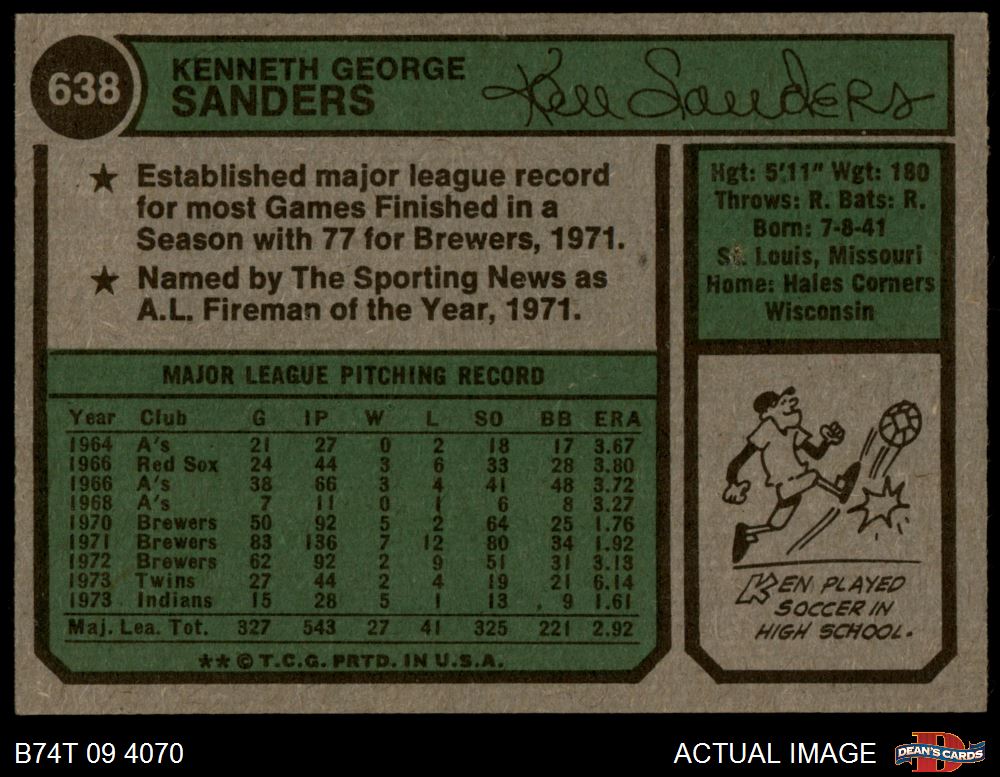 638
KENNETH GEORGE
SANDERS
Ken Sanders
★ Established major league record
for most Games Finished in a
Season with 77 for Brewers, 1971.
★ Named by The Sporting News as
A.L. Fireman of the Year, 1971.
Hgt: 5'11" Wgt: 180
Throws: R. Bats: R.
Born: 7-8-41
St. Louis, Missouri
Home: Hales Corners
Wisconsin
MAJOR LEAGUE PITCHING RECORD
Year Club G IP W L SO BB ERA
1964 A's 21 27 0 2 18 17 3.67
1966 Red Sox 24 44 3 6 33 28 3.80
1966 A's 38 66 3 4 41 48 3.72
1968 A's 7 11 0 1 6 8 3.27
1970 Brewers 50 92 5 2 64 25 1.76
1971 Brewers 83 136 7 12 80 34 1.92
1972 Brewers 62 92 2 9 51 31 3.13
1973 Twins 27 44 2 4 19 21 6.14
1973 Indians 15 28 5 1 13 9 1.61
Maj. Lea. Tot. 327 543 27 41 325 221 2.92
** © T.C.G. PRTD. IN U.S.A.
KEN PLAYED
SOCCER IN
HIGH SCHOOL.
B74T 09 4070
ACTUAL IMAGE
DEAN'S CARDS